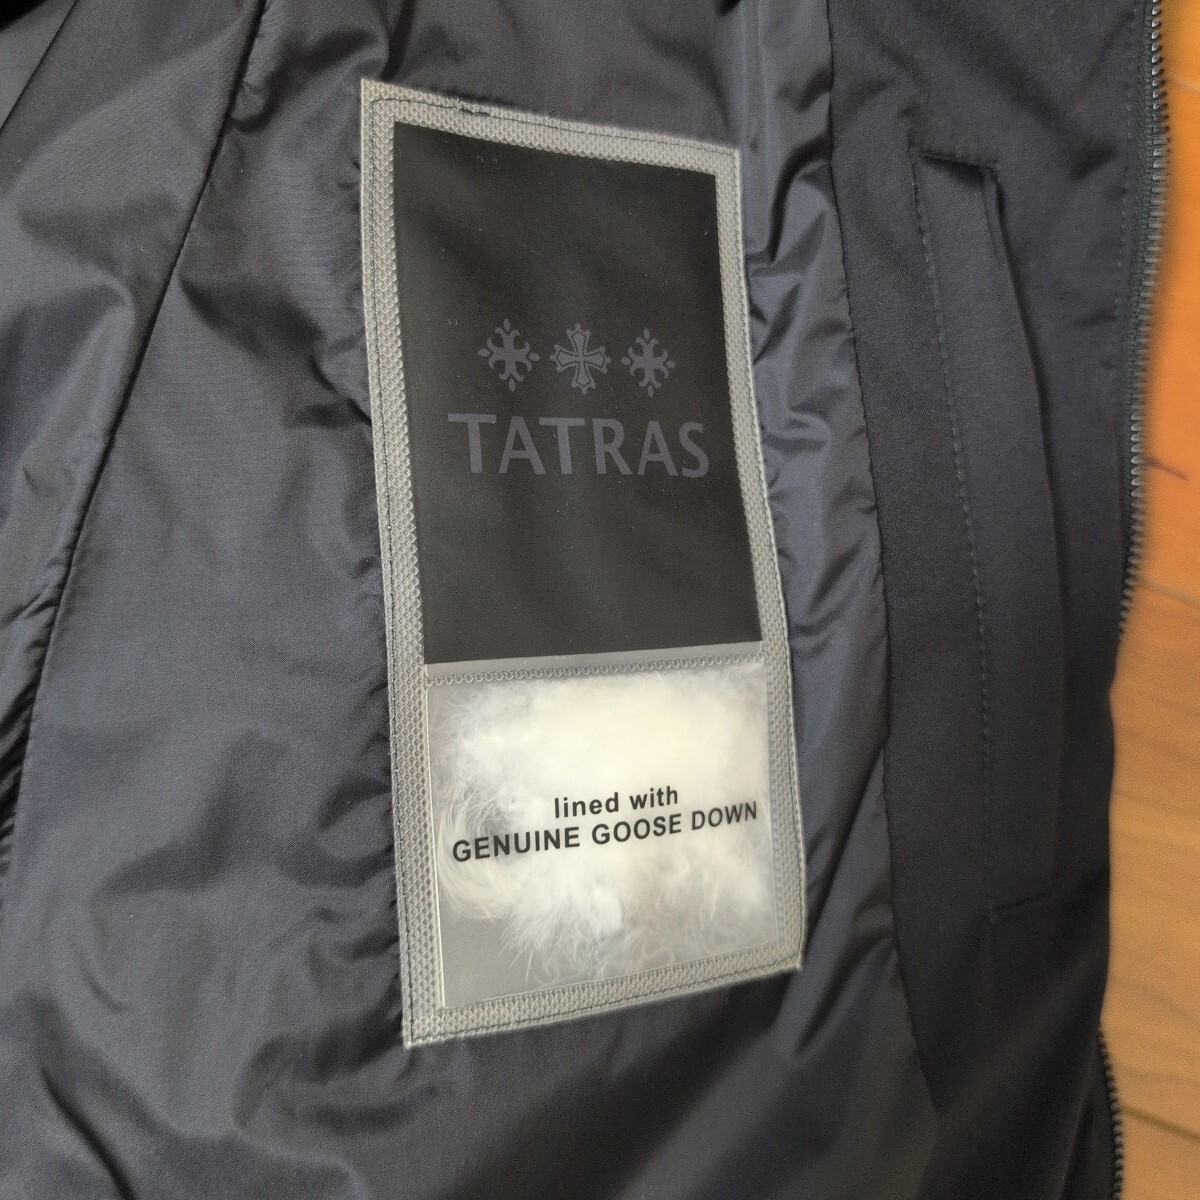 TATRAS
lined with
GENUINE GOOSE DOWN